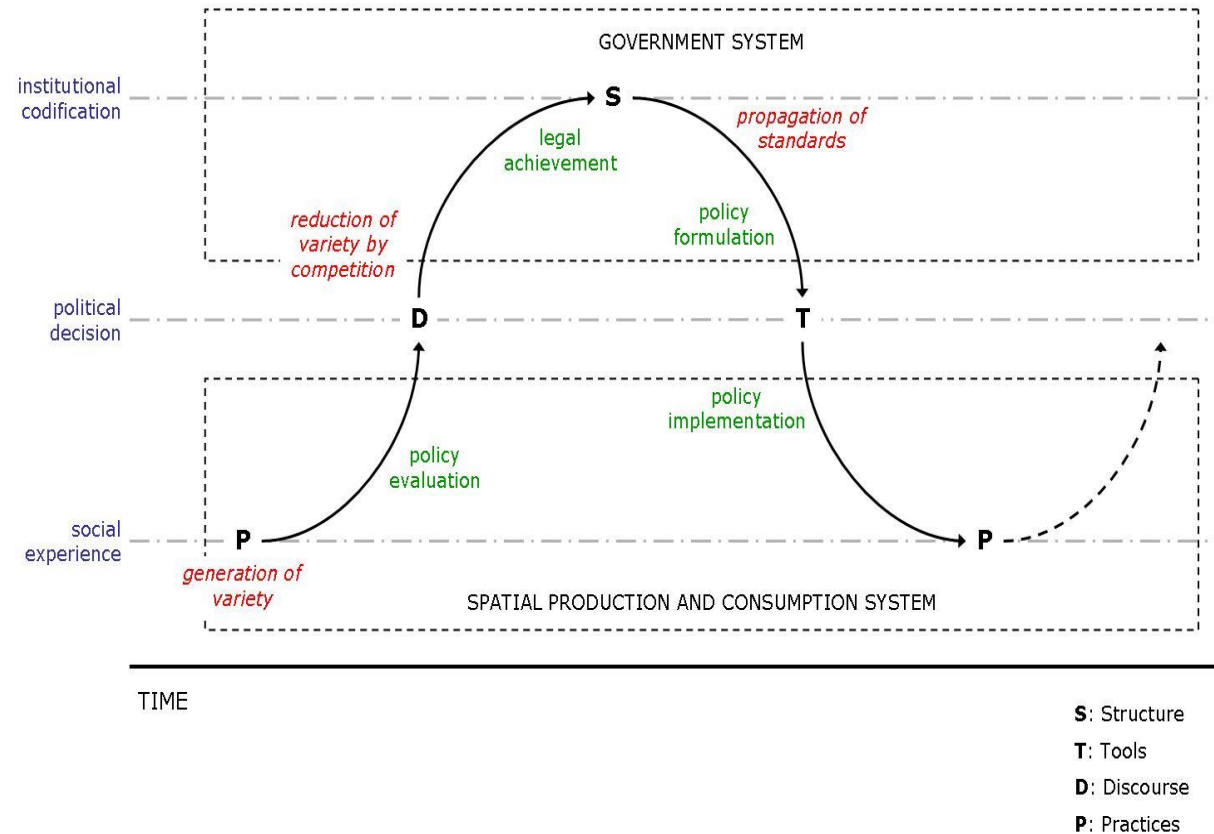 GOVERNMENT SYSTEM
institutional
codification
S
propagation of
standards
legal
achievement
reduction of
variety by
competition
policy
formulation
political
decision
D
T
policy
implementation
policy
evaluation
social
experience
P
P
generation of
variety
SPATIAL PRODUCTION AND CONSUMPTION SYSTEM
TIME
S: Structure
T: Tools
D: Discourse
P: Practices